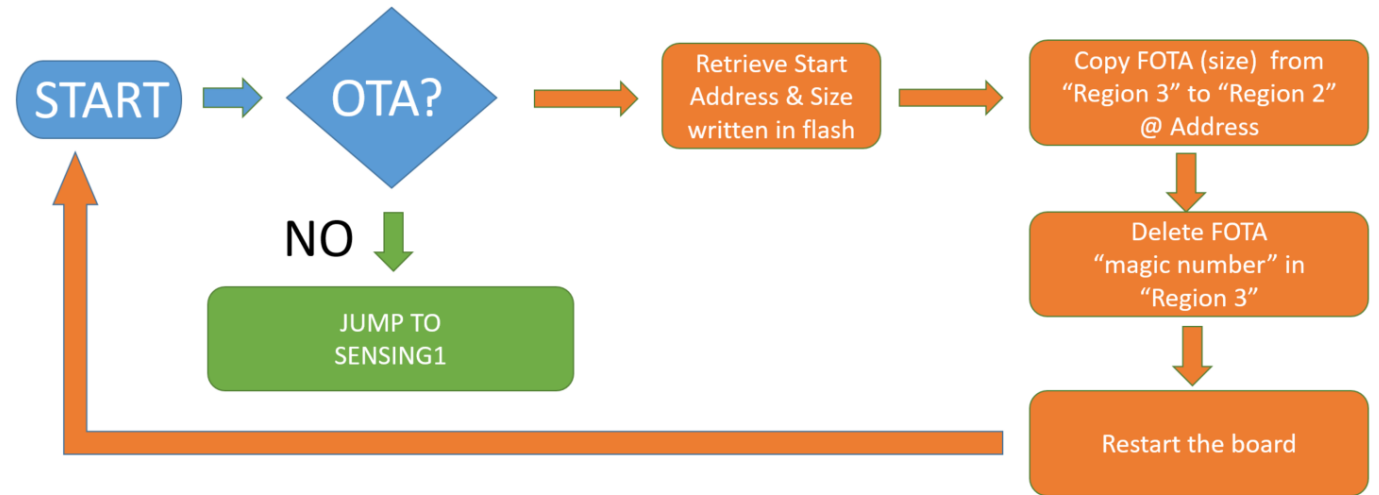 START
OTA?
Retrieve Start
Address & Size
written in flash
Copy FOTA (size) from
“Region 3” to “Region 2”
@ Address
NO
Delete FOTA
“magic number” in
“Region 3”
JUMP TO
SENSING1
Restart the board